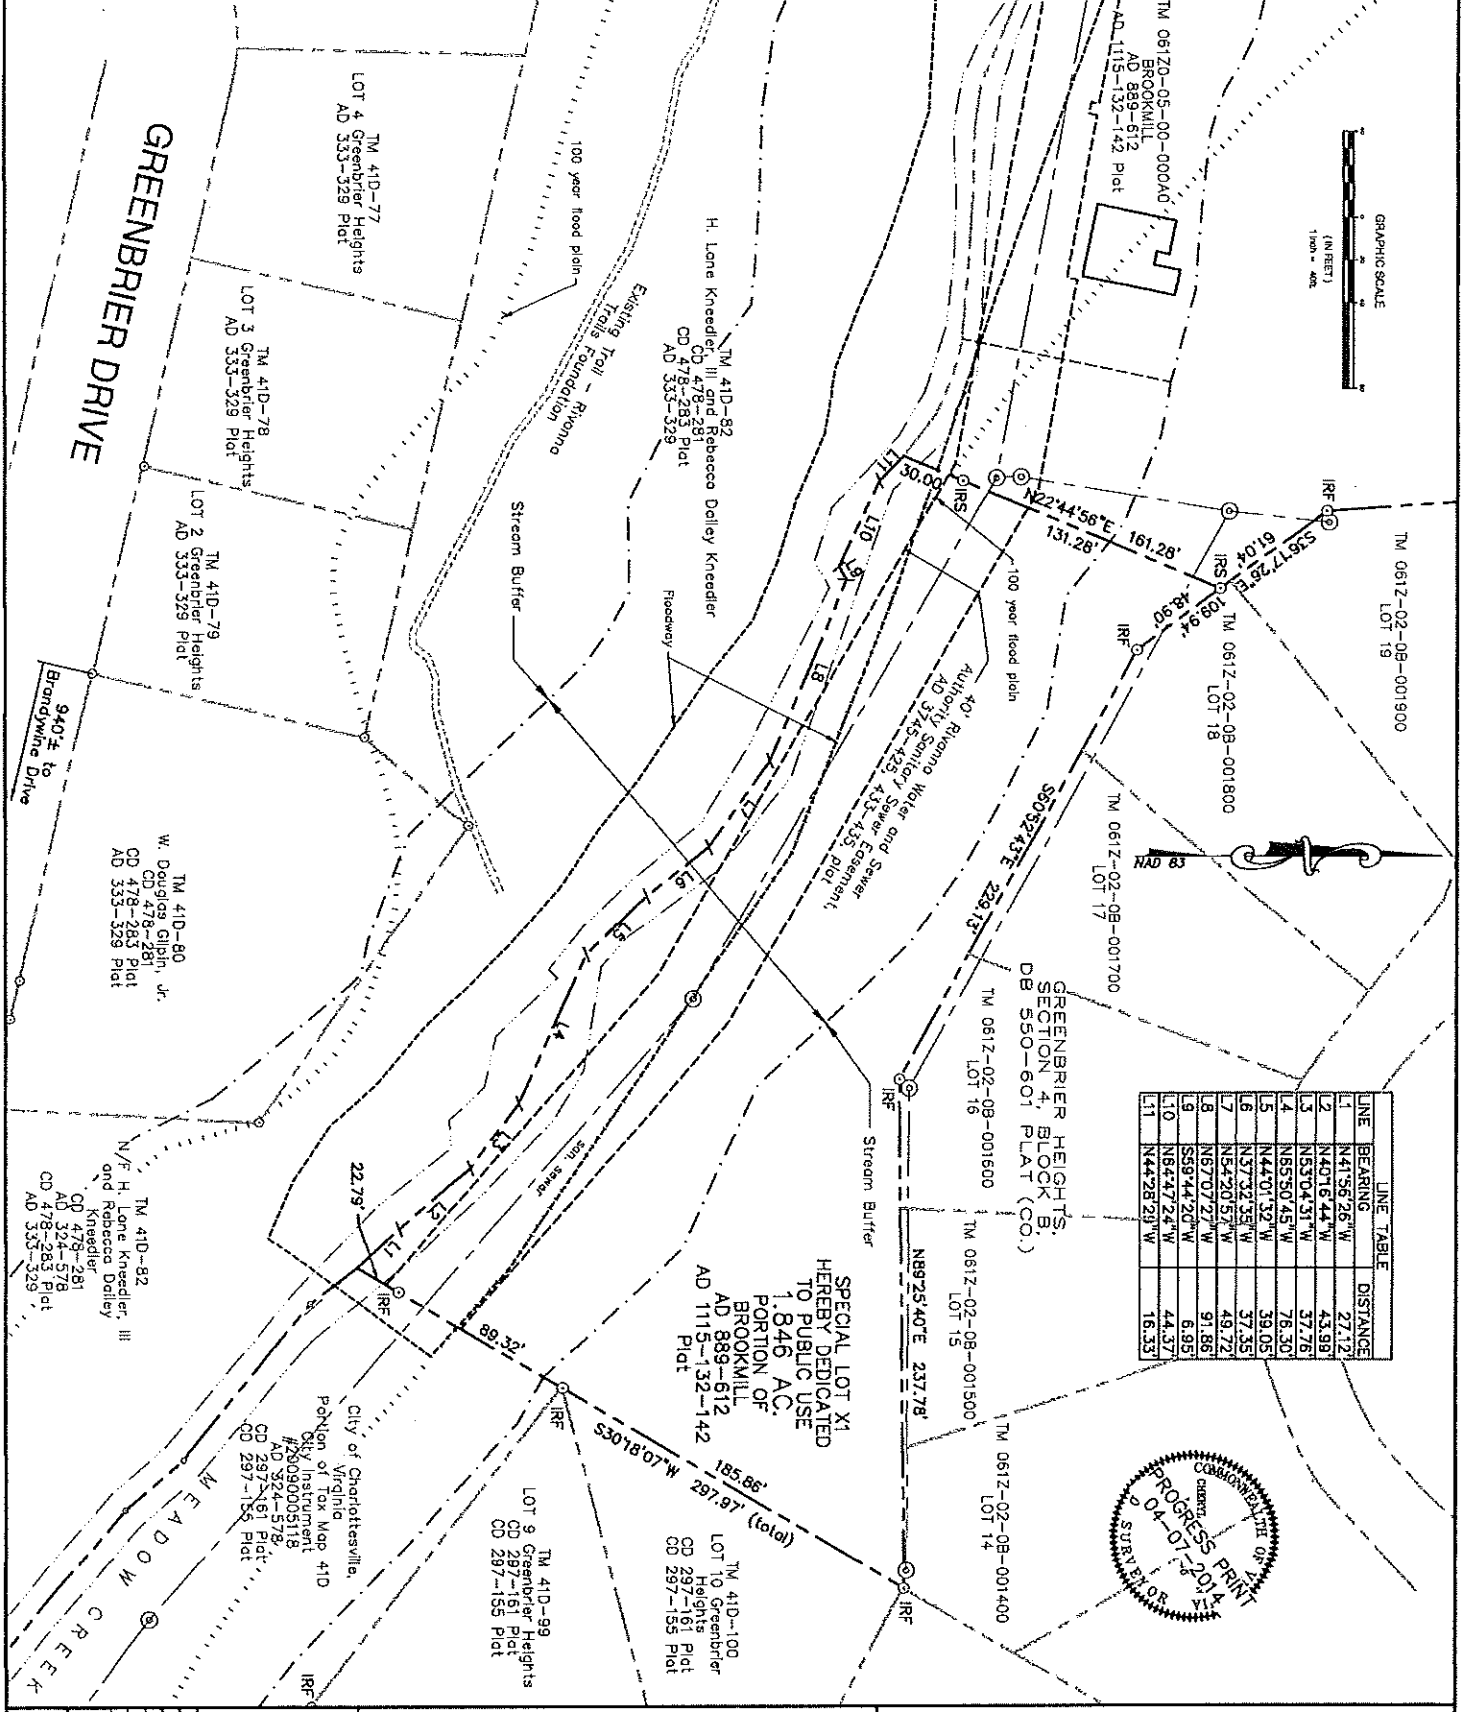 GRAPHIC SCALE
( IN FEET )
1 inch = 40ft.
TM 061Z0-05-00-000A0
BROOKMILL
AD 889-612
AD 1115-132-142 Plat
TM 061Z-02-0B-001900
LOT 19
TM 061Z-02-0B-001800
LOT 18
TM 061Z-02-0B-001700
LOT 17
TM 061Z-02-0B-001600
LOT 16
TM 061Z-02-0B-001500
LOT 15
TM 061Z-02-0B-001400
LOT 14
GREENBRIER HEIGHTS,
SECTION 4, BLOCK B,
DB 550-601 PLAT (CO.)
NAD 83
LINE TABLE
LINE BEARING DISTANCE
L1 N41°56'26"W 27.12'
L2 N40°16'44"W 43.99'
L3 N53°04'31"W 37.76'
L4 N65°50'45"W 76.30'
L5 N44°01'32"W 39.05'
L6 N37°32'35"W 37.35'
L7 N54°20'57"W 49.72'
L8 N67°07'27"W 91.86'
L9 S59°44'20"W 6.95'
L10 N64°47'24"W 44.37'
L11 N44°28'29"W 16.33'
COMMONWEALTH OF VIRGINIA
CHERYL
PROGRESS PRINT
04-07-2014
SURVEYOR
IRF
S36°17'26"E
61.04'
109.94'
48.90'
IRS
IRF
N22°44'56"E 161.28'
131.28'
IRS
30.00'
S60°52'43"E 229.13'
IRF
N89°25'40"E 237.78'
IRF
S30°18'07"W 297.97' (total)
185.86'
IRF
89.32'
IRF
22.79'
IRF
L1
L2
L3
L4
L5
L6
L7
L8
L9
L10
L11
100 year flood plain
40' Rivanna Water and Sewer
Authority Sanitary Sewer Easement,
AD 3745-425, 433-435, plat
Floodway
Stream Buffer
Stream Buffer
san. sewer
SPECIAL LOT X1
HEREBY DEDICATED
TO PUBLIC USE
1.846 AC.
PORTION OF
BROOKMILL
AD 889-612
AD 1115-132-142
Plat
TM 41D-82
H. Lane Kneedler, III and Rebecca Dailey Kneedler
CD 478-281
CD 478-283 Plat
AD 333-329
Existing Trail - Rivanna
Trails Foundation
100 year flood plain
TM 41D-77
LOT 4 Greenbrier Heights
AD 333-329 Plat
TM 41D-78
LOT 3 Greenbrier Heights
AD 333-329 Plat
TM 41D-79
LOT 2 Greenbrier Heights
AD 333-329 Plat
GREENBRIER DRIVE
940'± to
Brandywine Drive
TM 41D-80
W. Douglas Gilpin, Jr.
CD 478-281
CD 478-283 Plat
AD 333-329 Plat
TM 41D-82
N/F H. Lane Kneedler, III
and Rebecca Dailey
Kneedler
CD 478-281
AD 324-578
CD 478-283 Plat
AD 333-329
City of Charlottesville,
Virginia
Portion of Tax Map 41D
City Instrument
#2009005118
AD 324-578
CD 297-161 Plat,
CD 297-155 Plat
TM 41D-99
LOT 9 Greenbrier Heights
CD 297-161 Plat
CD 297-155 Plat
TM 41D-100
LOT 10 Greenbrier
Heights
CD 297-161 Plat
CD 297-155 Plat
MEADOW CREEK